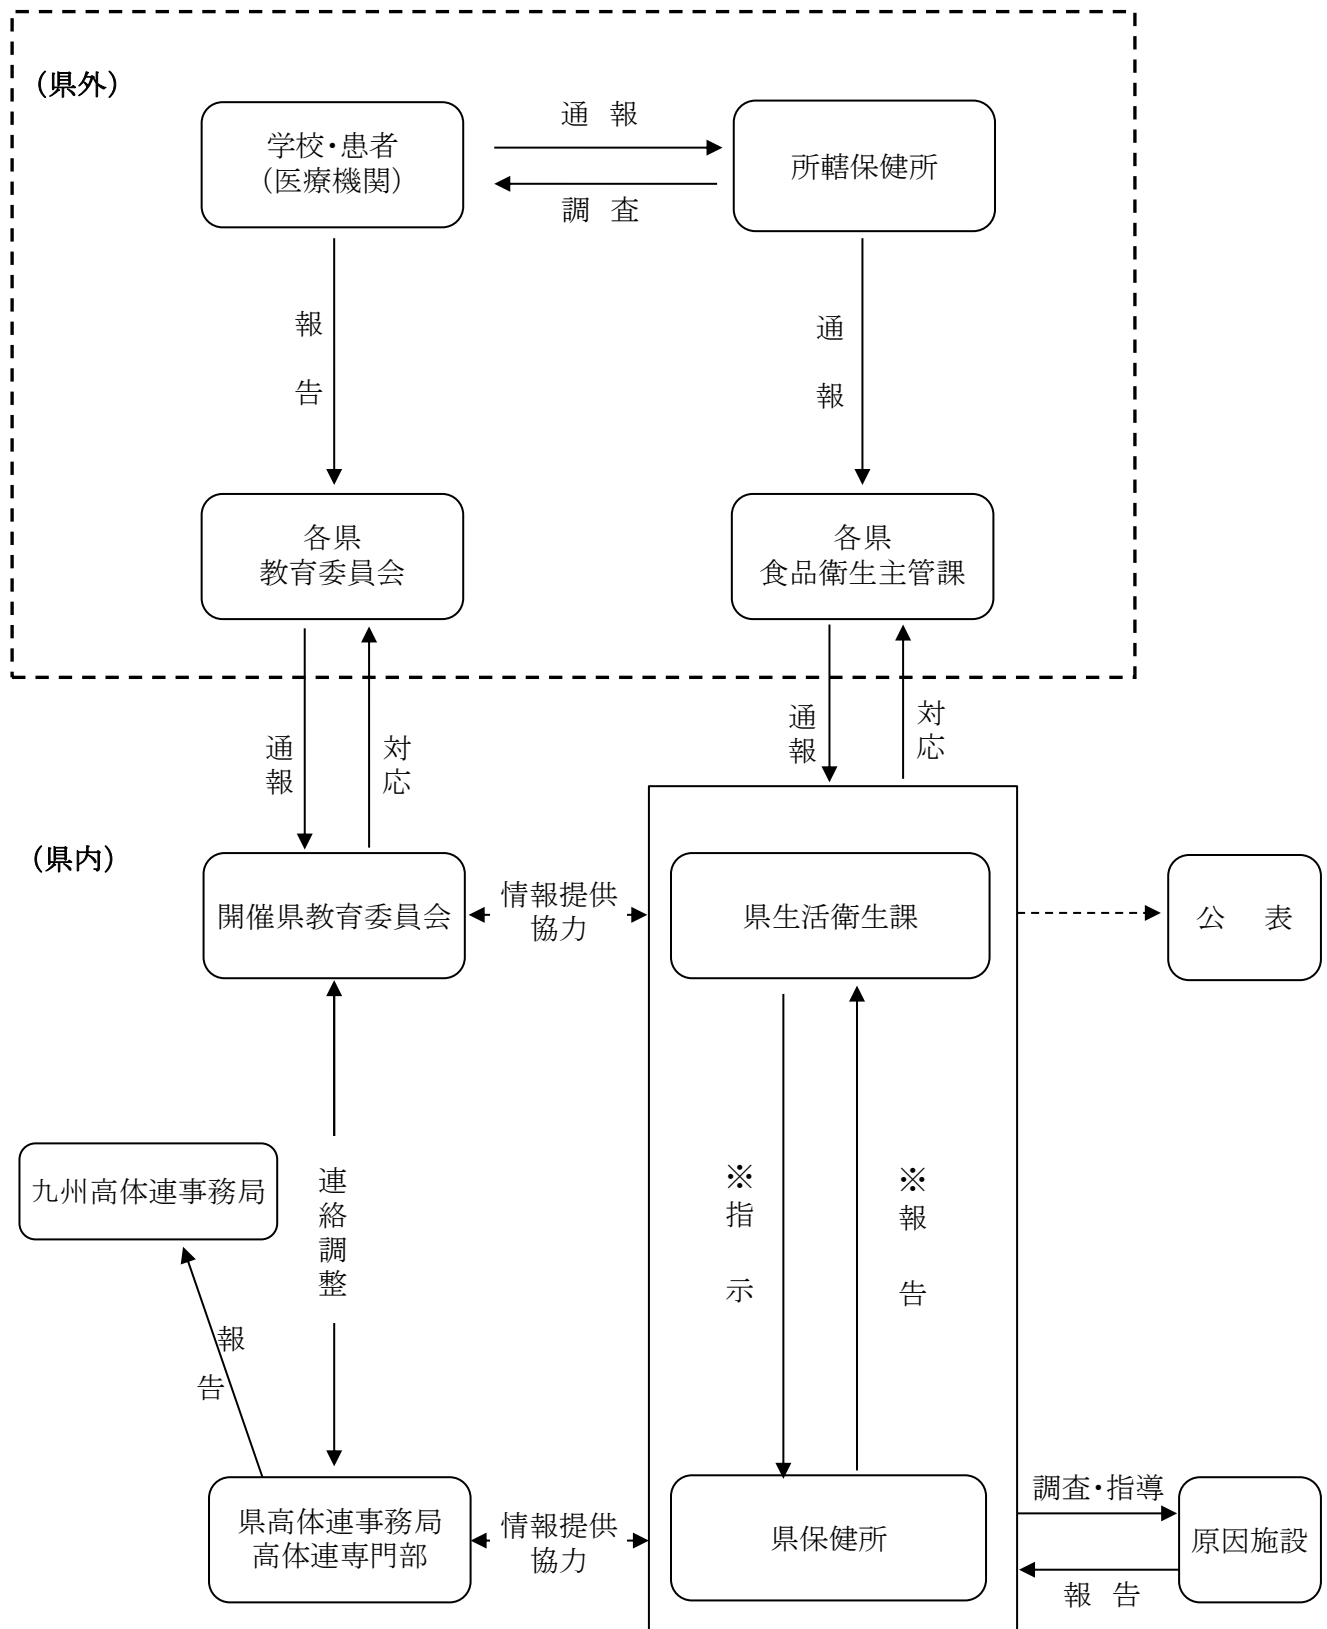 （県外）
通　報
学校・患者
（医療機関）
所轄保健所
調　査
報告
通報
各県
教育委員会
各県
食品衛生主管課
通報
対応
通報
対応
（県内）
開催県教育委員会
情報提供
協力
県生活衛生課
公　表
九州高体連事務局
連絡調整
※指示
※報告
報告
県高体連事務局
高体連専門部
情報提供
協力
県保健所
調査・指導
原因施設
報　告